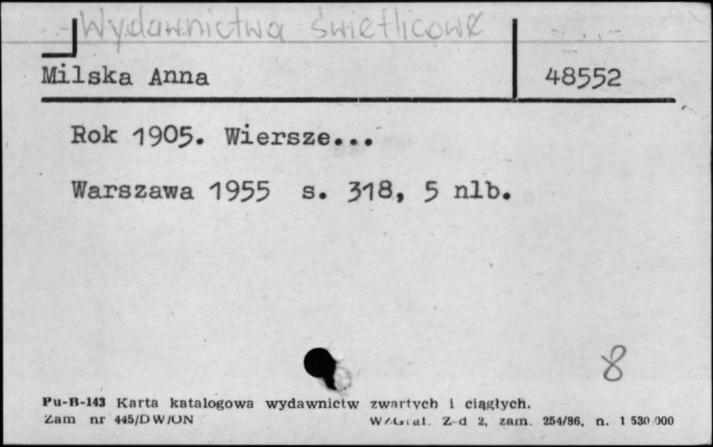 Wydawnictwa świetlicowe
Milska Anna 48552
Rok 1905. Wiersze...
Warszawa 1955 s. 318, 5 nlb.
8
Pu-B-143 Karta katalogowa wydawnictw zwartych i ciągłych.
Zam nr 445/DW/UN Z-d 2, zam. 254/86, n. 1 530 000